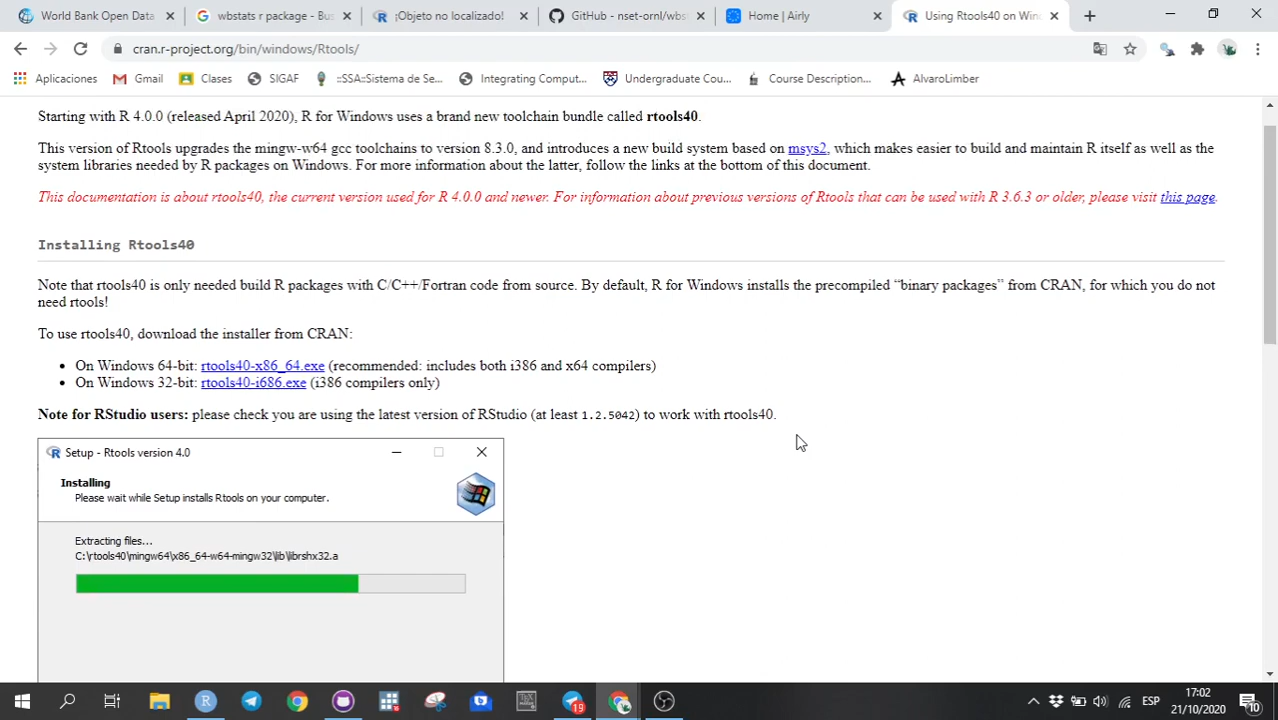 World Bank Open Data
wbstats r package - Bus
¡Objeto no localizado!
GitHub - nset-ornl/wbs
Home | Airly
Using Rtools40 on Win
cran.r-project.org/bin/windows/Rtools/
Aplicaciones
Gmail
Clases
SIGAF
::SSA::Sistema de Se...
Integrating Comput...
Undergraduate Cou...
Course Description...
AlvaroLimber
Starting with R 4.0.0 (released April 2020), R for Windows uses a brand new toolchain bundle called rtools40.
This version of Rtools upgrades the mingw-w64 gcc toolchains to version 8.3.0, and introduces a new build system based on msys2, which makes easier to build and maintain R itself as well as the
system libraries needed by R packages on Windows. For more information about the latter, follow the links at the bottom of this document.
This documentation is about rtools40, the current version used for R 4.0.0 and newer. For information about previous versions of Rtools that can be used with R 3.6.3 or older, please visit this page.
Installing Rtools40
Note that rtools40 is only needed build R packages with C/C++/Fortran code from source. By default, R for Windows installs the precompiled “binary packages” from CRAN, for which you do not
need rtools!
To use rtools40, download the installer from CRAN:
• On Windows 64-bit: rtools40-x86_64.exe (recommended: includes both i386 and x64 compilers)
• On Windows 32-bit: rtools40-i686.exe (i386 compilers only)
Note for RStudio users: please check you are using the latest version of RStudio (at least 1.2.5042) to work with rtools40.
Setup - Rtools version 4.0
Installing
Please wait while Setup installs Rtools on your computer.
Extracting files...
C:\rtools40\mingw64\x86_64-w64-mingw32\lib\librshx32.a
19
ESP
17:02
21/10/2020
10